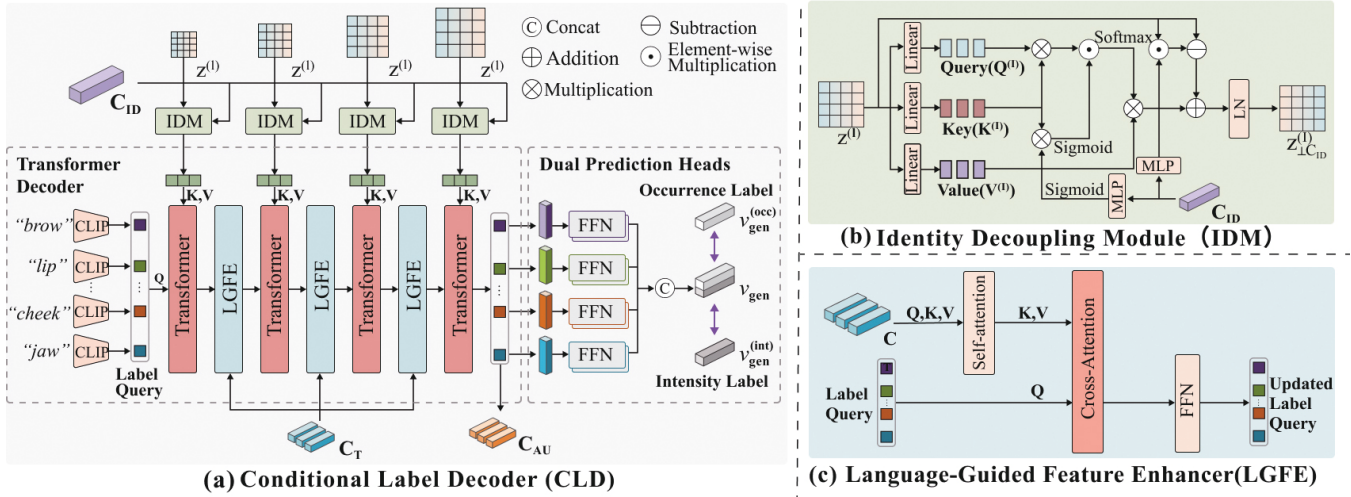 C_ID
Z^(I)
Z^(I)
Z^(I)
Z^(I)
C Concat
Addition
Multiplication
Subtraction
Element-wise
Multiplication
IDM
IDM
IDM
IDM
Transformer
Decoder
K,V
K,V
K,V
K,V
"brow"
CLIP
"lip"
CLIP
"cheek"
CLIP
"jaw"
CLIP
Label
Query
Q
Transformer
LGFE
Transformer
LGFE
Transformer
LGFE
Transformer
C_T
C_AU
Dual Prediction Heads
FFN
FFN
FFN
FFN
C
Occurrence Label
v_gen^(occ)
v_gen
v_gen^(int)
Intensity Label
(a) Conditional Label Decoder (CLD)
Z^(I)
Linear
Linear
Linear
Query(Q^(I))
Key(K^(I))
Value(V^(I))
Softmax
Sigmoid
Sigmoid
MLP
MLP
C_ID
LN
Z_⊥C_ID^(I)
(b) Identity Decoupling Module（IDM）
C
Q,K,V
Self-attention
K,V
Cross-Attention
Label
Query
Q
FFN
Updated
Label
Query
(c) Language-Guided Feature Enhancer(LGFE)